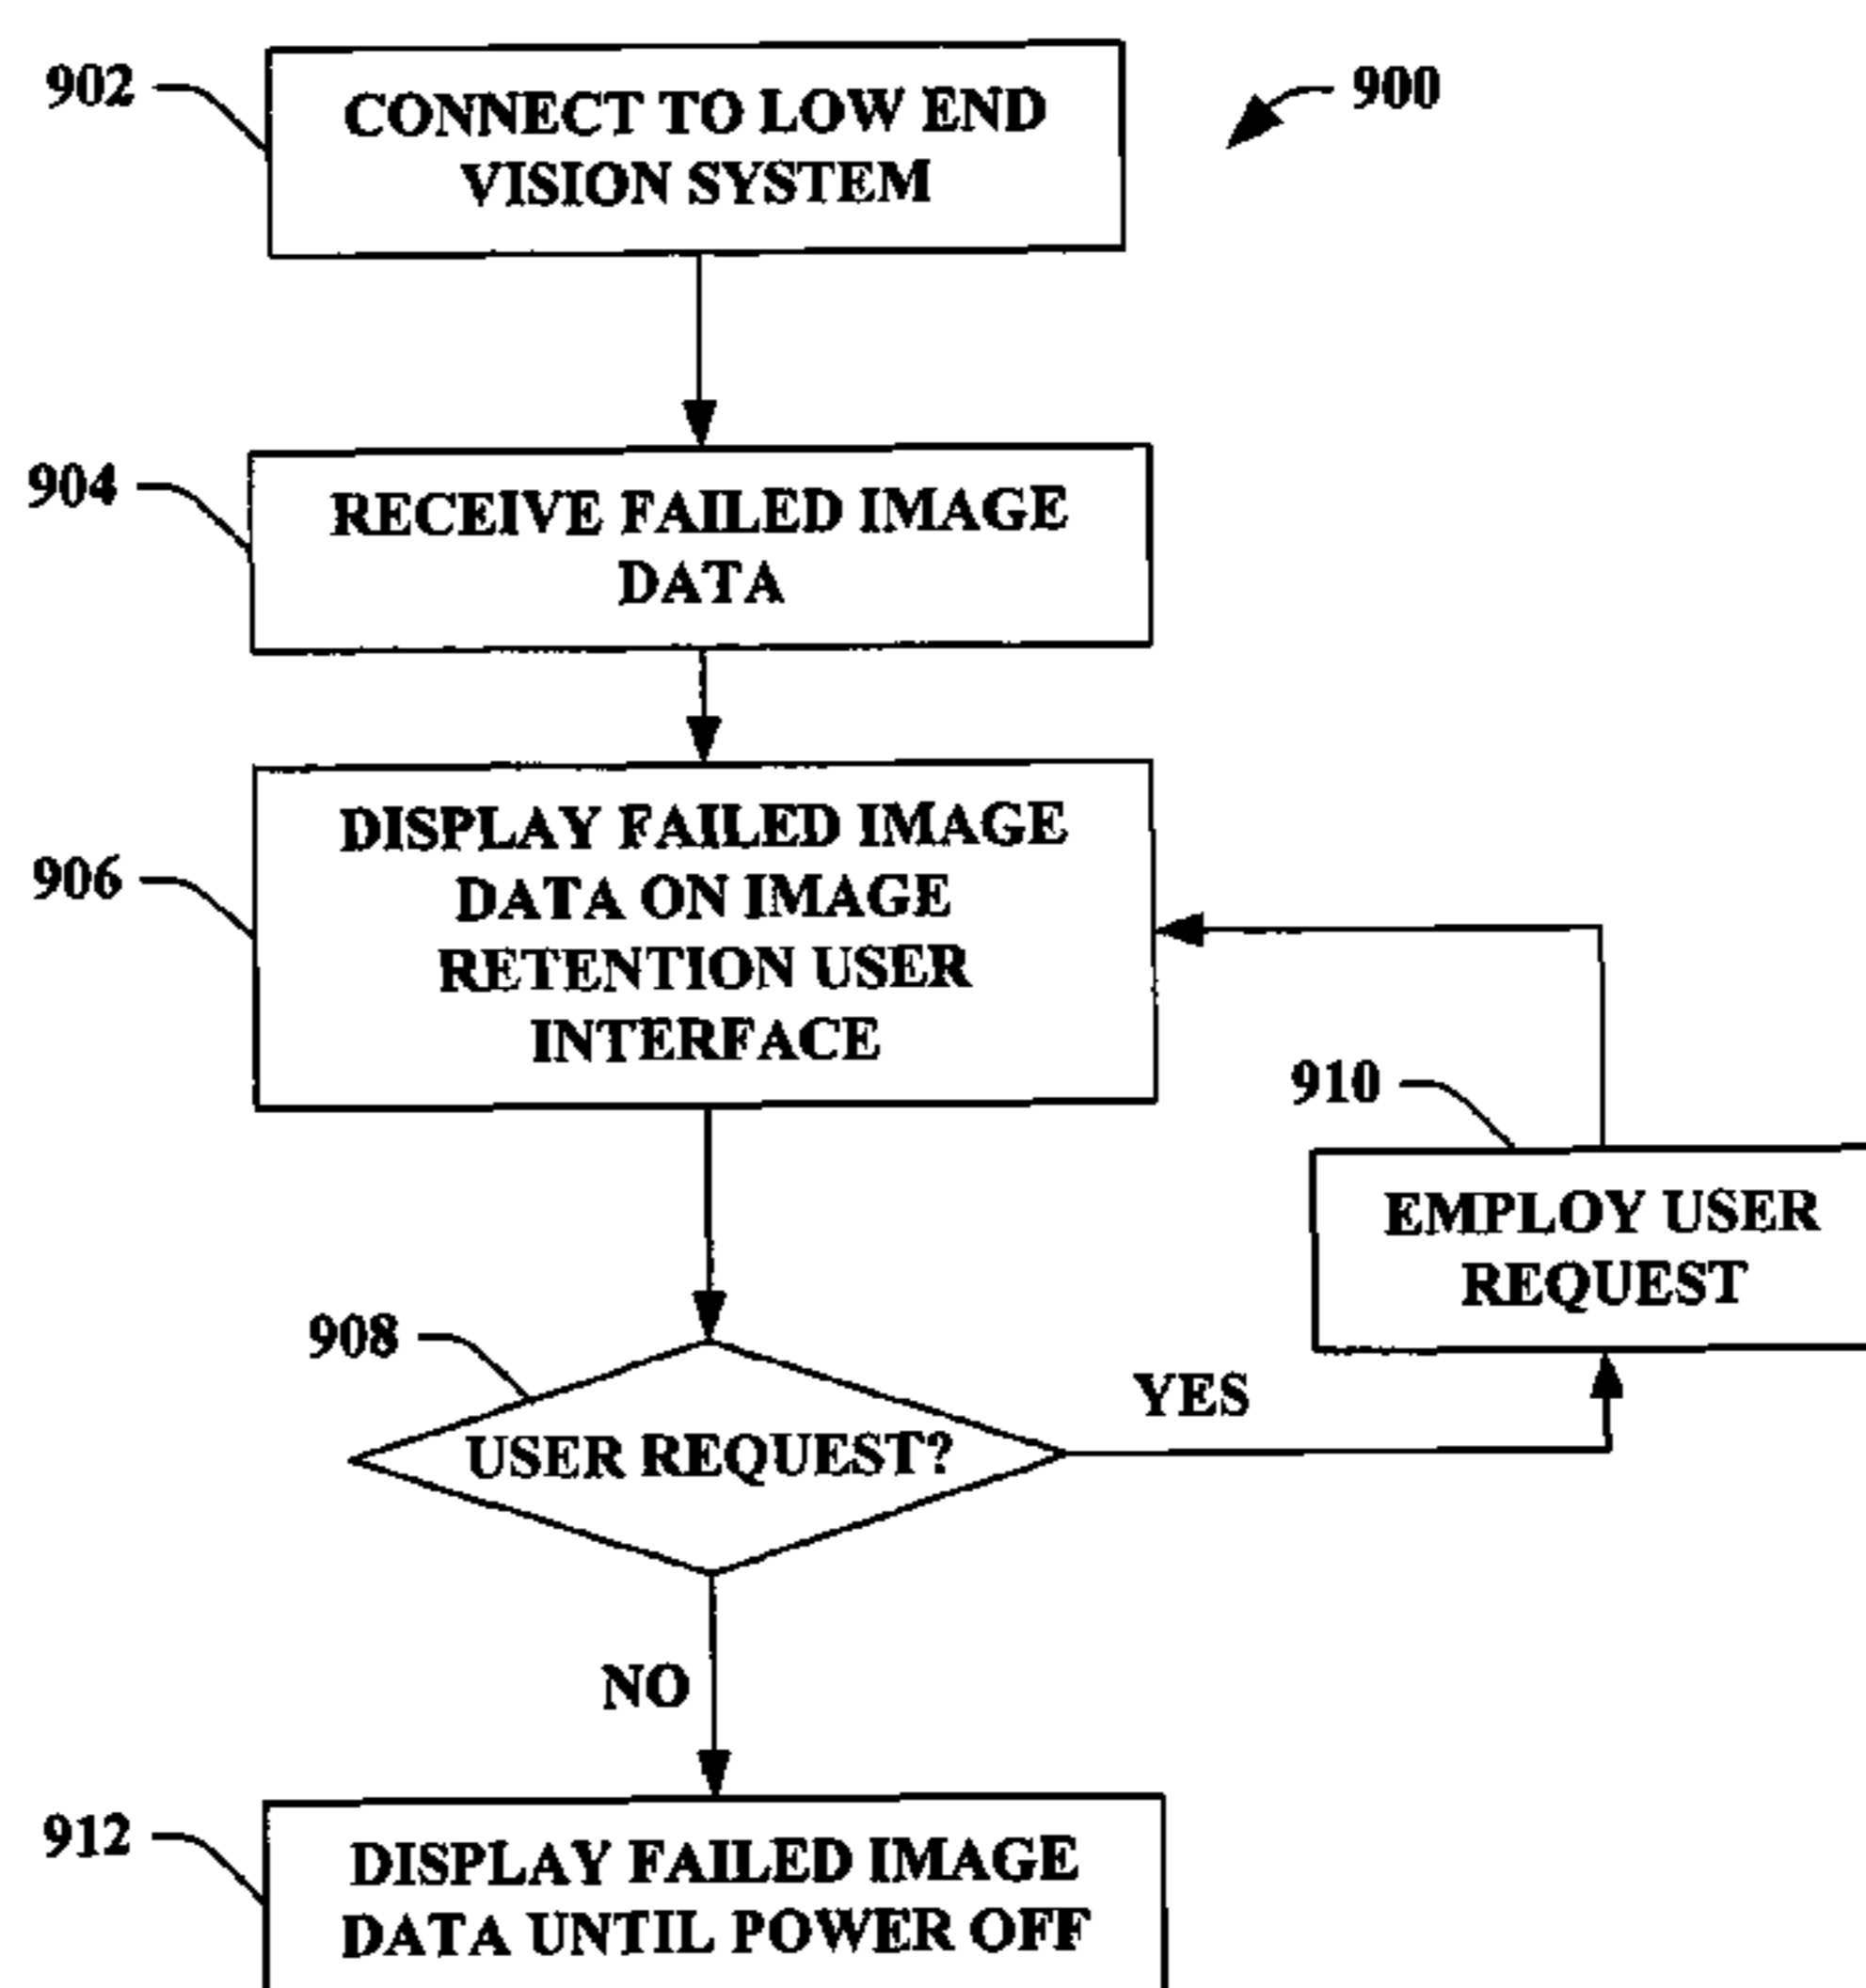 902
CONNECT TO LOW END
VISION SYSTEM
900
904
RECEIVE FAILED IMAGE
DATA
906
DISPLAY FAILED IMAGE
DATA ON IMAGE
RETENTION USER
INTERFACE
910
EMPLOY USER
REQUEST
908
USER REQUEST?
YES
NO
912
DISPLAY FAILED IMAGE
DATA UNTIL POWER OFF